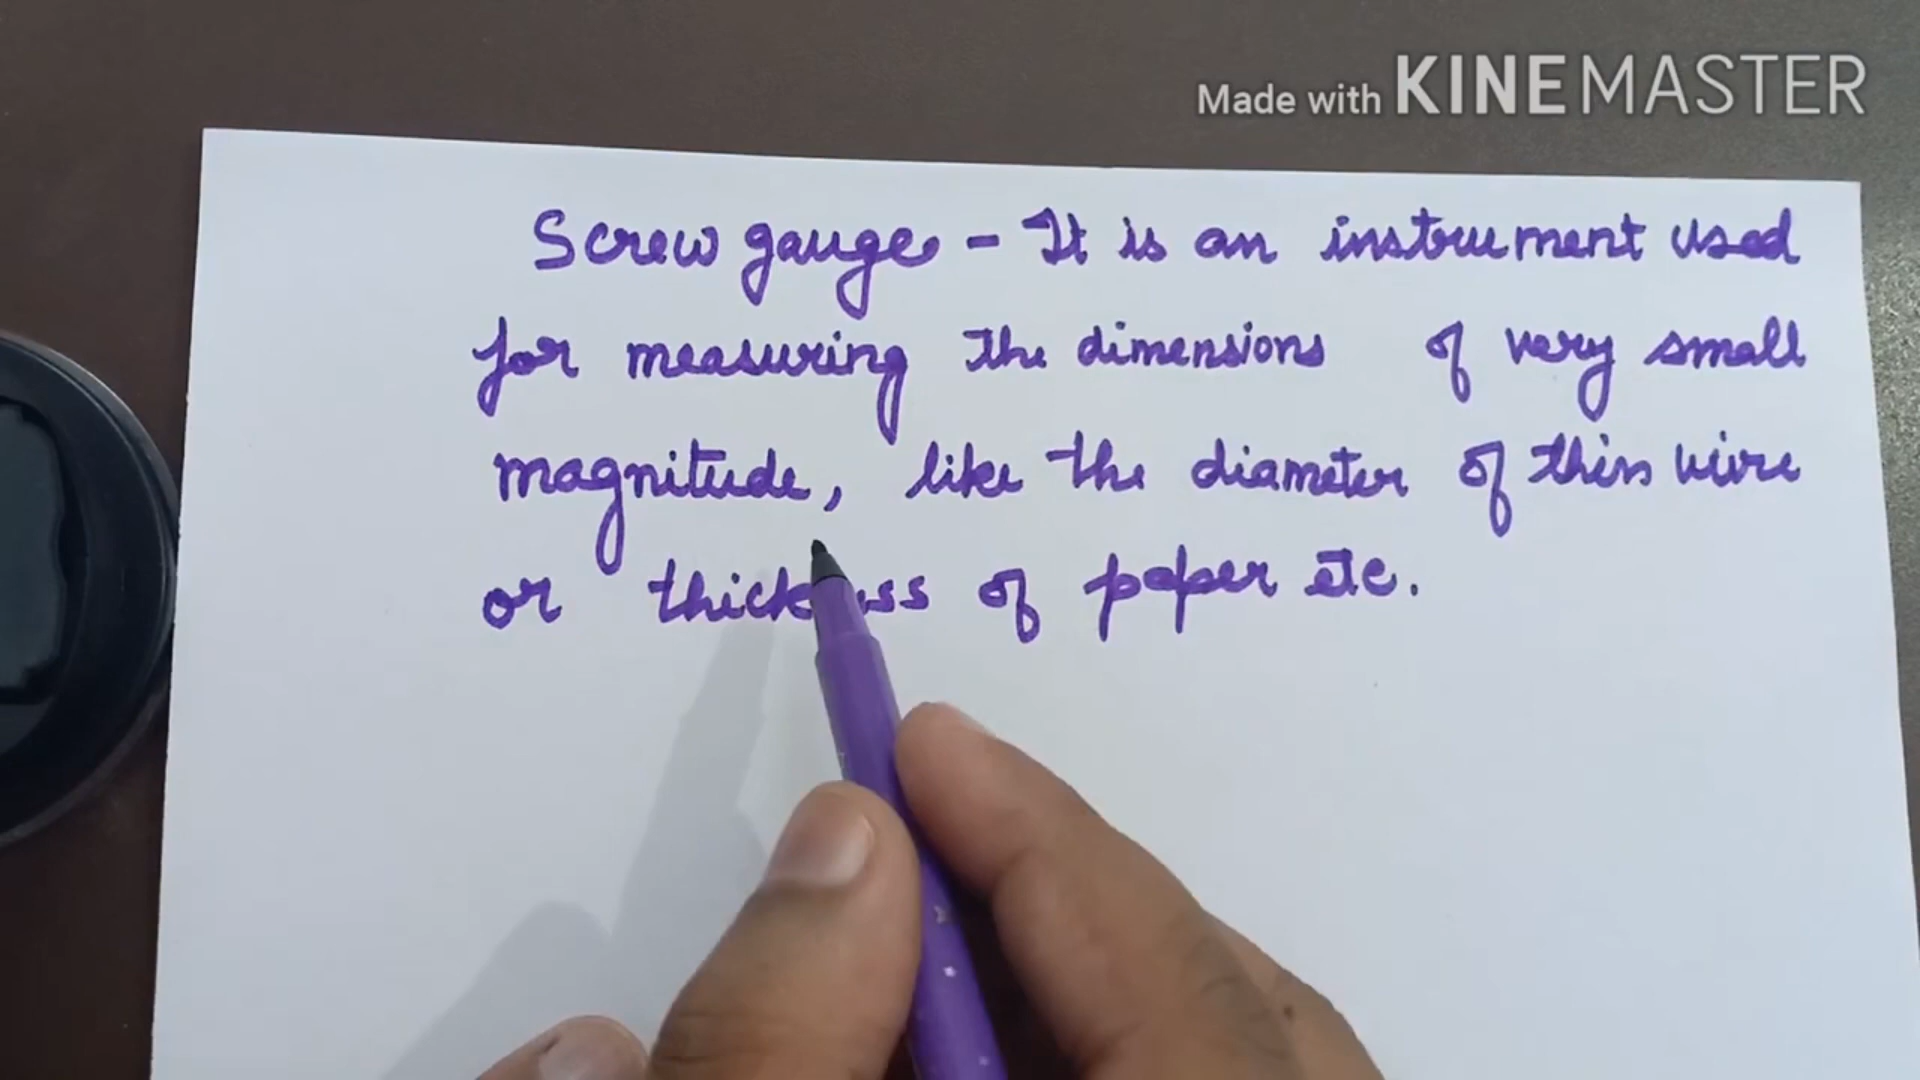 Made with KINEMASTER
Screw gauge - It is an instrument used
for measuring the dimensions of very small
magnitude, like the diameter of thin wire
or thickness of paper etc.